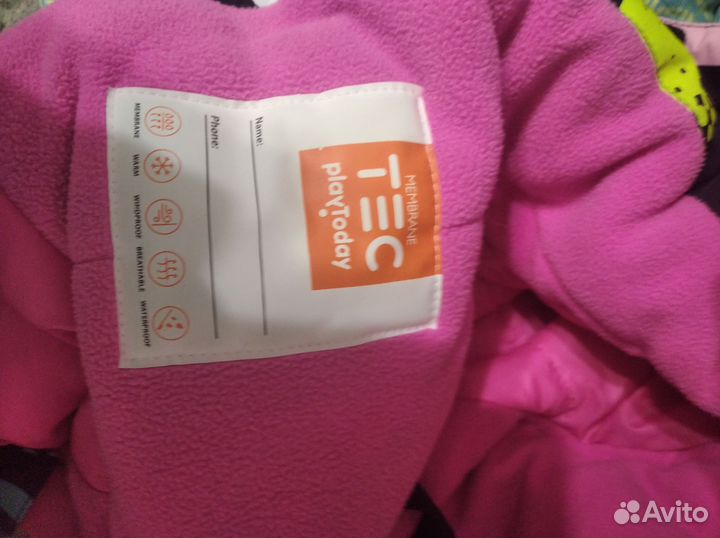 MEMBRANE
TEC
playToday
Name:
Phone:
MEMBRANE
WARM
WINDPROOF
BREATHABLE
WATERPROOF
Avito